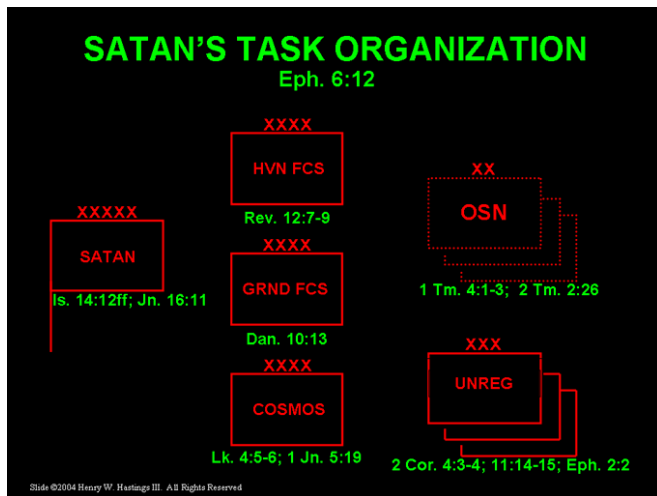 SATAN'S TASK ORGANIZATION
Eph. 6:12
XXXXX
SATAN
Is. 14:12ff; Jn. 16:11
XXXX
HVN FCS
Rev. 12:7-9
XXXX
GRND FCS
Dan. 10:13
XXXX
COSMOS
Lk. 4:5-6; 1 Jn. 5:19
XX
OSN
1 Tm. 4:1-3; 2 Tm. 2:26
XXX
UNREG
2 Cor. 4:3-4; 11:14-15; Eph. 2:2
Slide ©2004 Henry W. Hastings III. All Rights Reserved